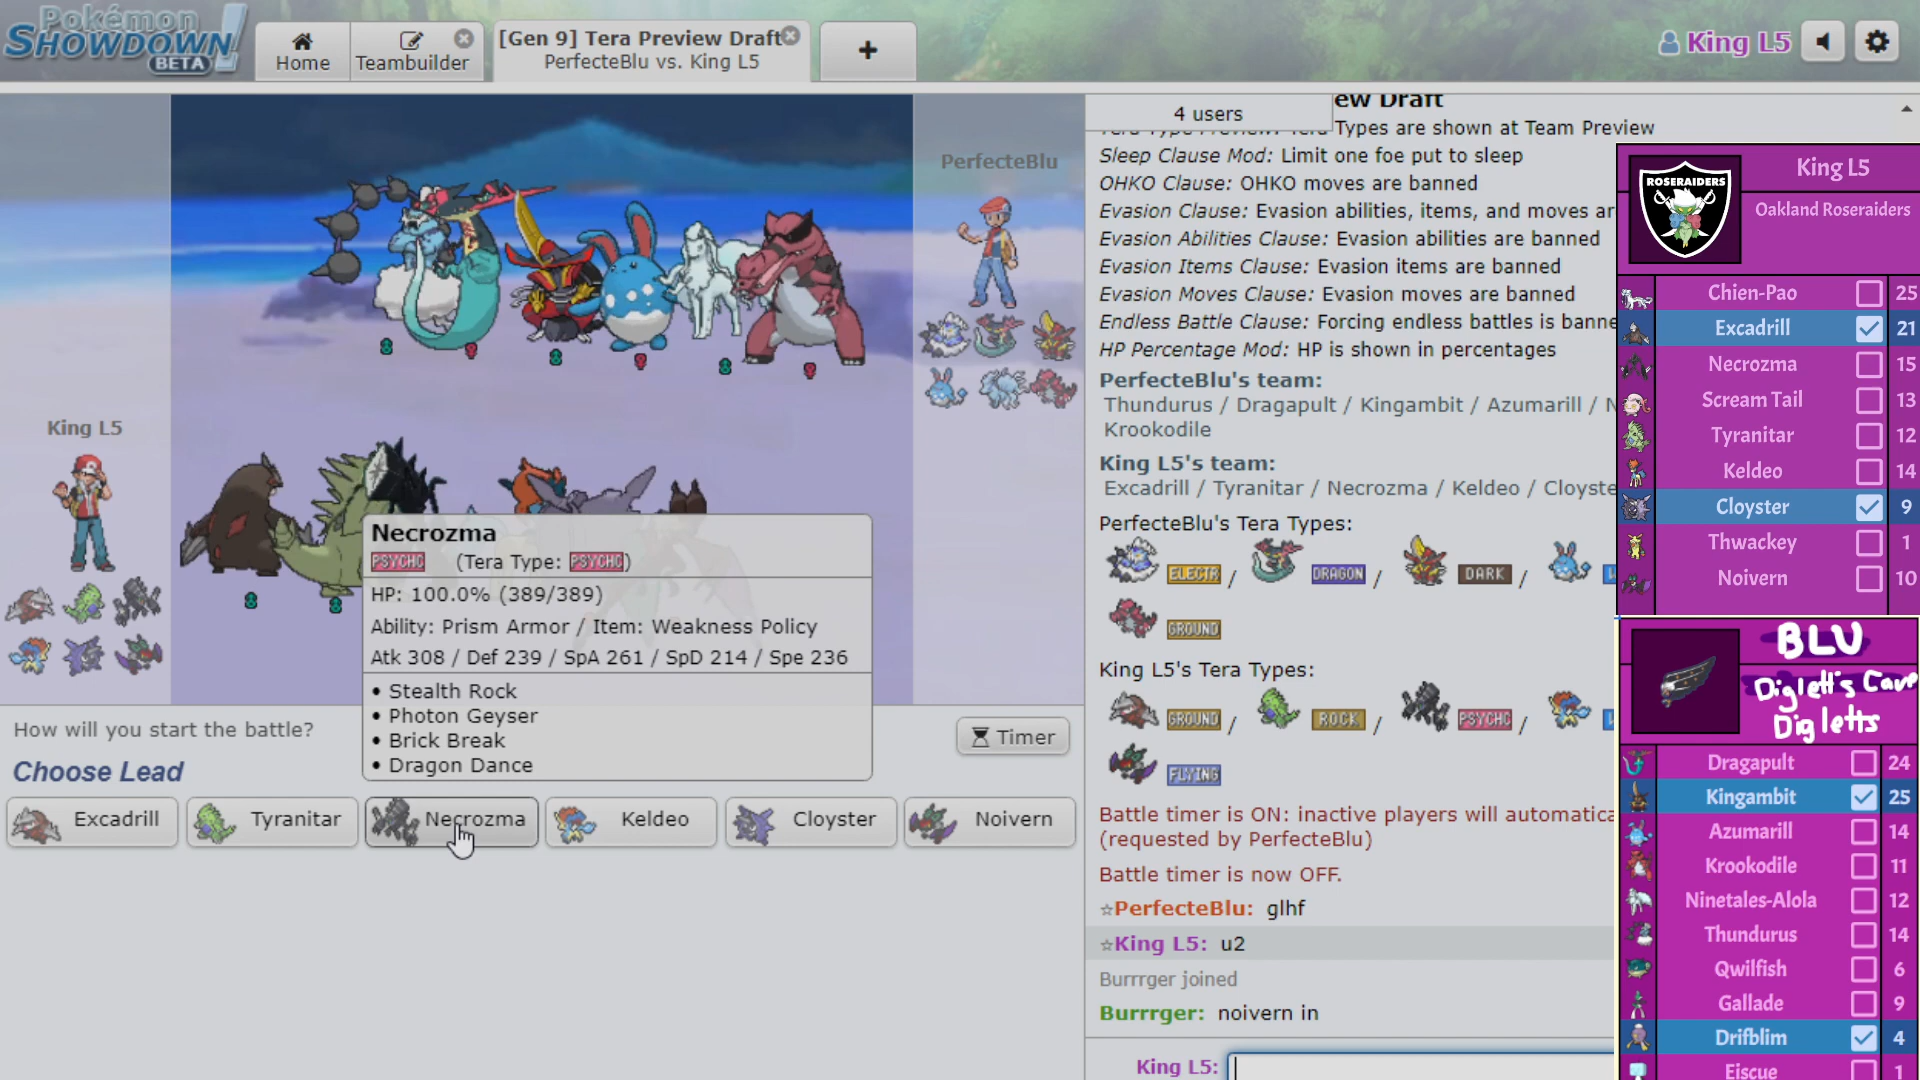 Pokémon
SHOWDOWN!
BETA
Home
Teambuilder
[Gen 9] Tera Preview Draft
PerfecteBlu vs. King L5
+
King L5
4 users
ew Draft
Types are shown at Team Preview
Sleep Clause Mod: Limit one foe put to sleep
OHKO Clause: OHKO moves are banned
Evasion Clause: Evasion abilities, items, and moves ar
Evasion Abilities Clause: Evasion abilities are banned
Evasion Items Clause: Evasion items are banned
Evasion Moves Clause: Evasion moves are banned
Endless Battle Clause: Forcing endless battles is banne
HP Percentage Mod: HP is shown in percentages
PerfecteBlu's team:
Thundurus / Dragapult / Kingambit / Azumarill / N
Krookodile
King L5's team:
Excadrill / Tyranitar / Necrozma / Keldeo / Cloyste
PerfecteBlu's Tera Types:
ELECTR / DRAGON / DARK /
GROUND
King L5's Tera Types:
GROUND / ROCK / PSYCHC /
FLYING
Battle timer is ON: inactive players will automatica
(requested by PerfecteBlu)
Battle timer is now OFF.
☆PerfecteBlu: glhf
☆King L5: u2
Burrrger joined
Burrrger: noivern in
King L5:
PerfecteBlu
King L5
Necrozma
PSYCHC (Tera Type: PSYCHC)
HP: 100.0% (389/389)
Ability: Prism Armor / Item: Weakness Policy
Atk 308 / Def 239 / SpA 261 / SpD 214 / Spe 236
• Stealth Rock
• Photon Geyser
• Brick Break
• Dragon Dance
How will you start the battle?
Timer
Choose Lead
Excadrill
Tyranitar
Necrozma
Keldeo
Cloyster
Noivern
ROSERAIDERS
King L5
Oakland Roseraiders
Chien-Pao 25
Excadrill 21
Necrozma 15
Scream Tail 13
Tyranitar 12
Keldeo 14
Cloyster 9
Thwackey 1
Noivern 10
BLU
Diglett's Cave
Digletts
Dragapult 24
Kingambit 25
Azumarill 14
Krookodile 11
Ninetales-Alola 12
Thundurus 14
Qwilfish 6
Gallade 9
Drifblim 4
Eiscue 1